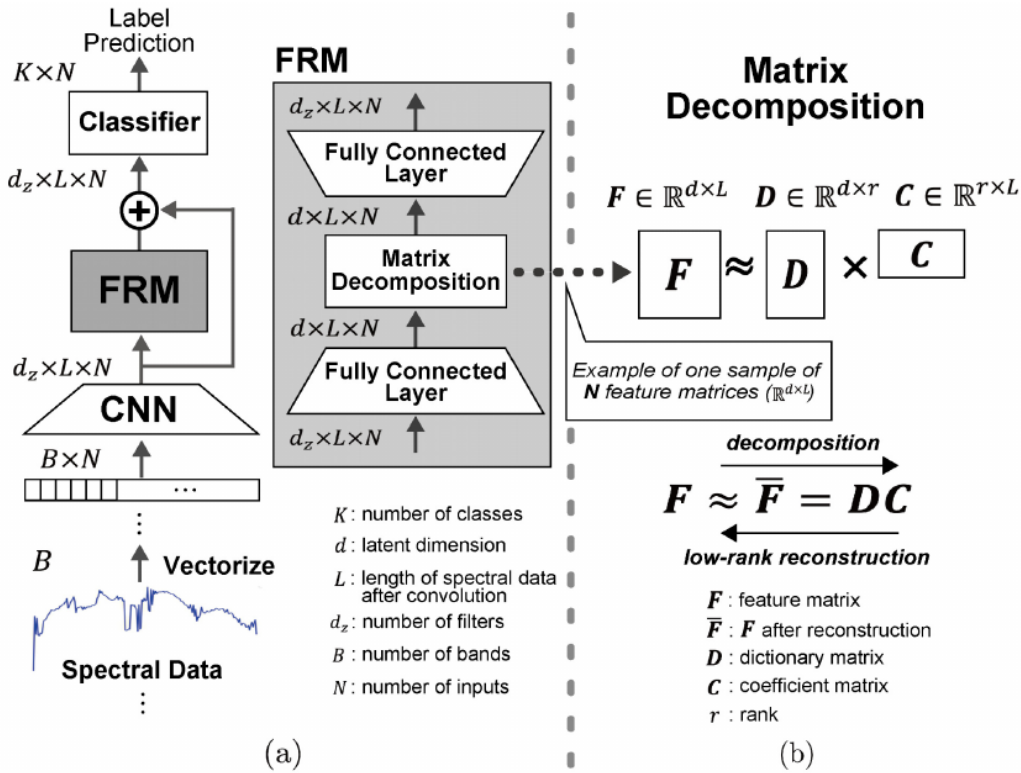 Label
Prediction
K×N
Classifier
d_z×L×N
+
FRM
d_z×L×N
CNN
B×N
...
⋮
B
Vectorize
Spectral Data
⋮
FRM
d_z×L×N
Fully Connected
Layer
d×L×N
Matrix
Decomposition
d×L×N
Fully Connected
Layer
d_z×L×N
K : number of classes
d : latent dimension
L : length of spectral data
after convolution
d_z : number of filters
B : number of bands
N : number of inputs
(a)
Matrix
Decomposition
F ∈ ℝ^{d×L} D ∈ ℝ^{d×r} C ∈ ℝ^{r×L}
F ≈ D × C
Example of one sample of
N feature matrices (ℝ^{d×L})
decomposition
F ≈ F̅ = DC
low-rank reconstruction
F : feature matrix
F̅ : F after reconstruction
D : dictionary matrix
C : coefficient matrix
r : rank
(b)